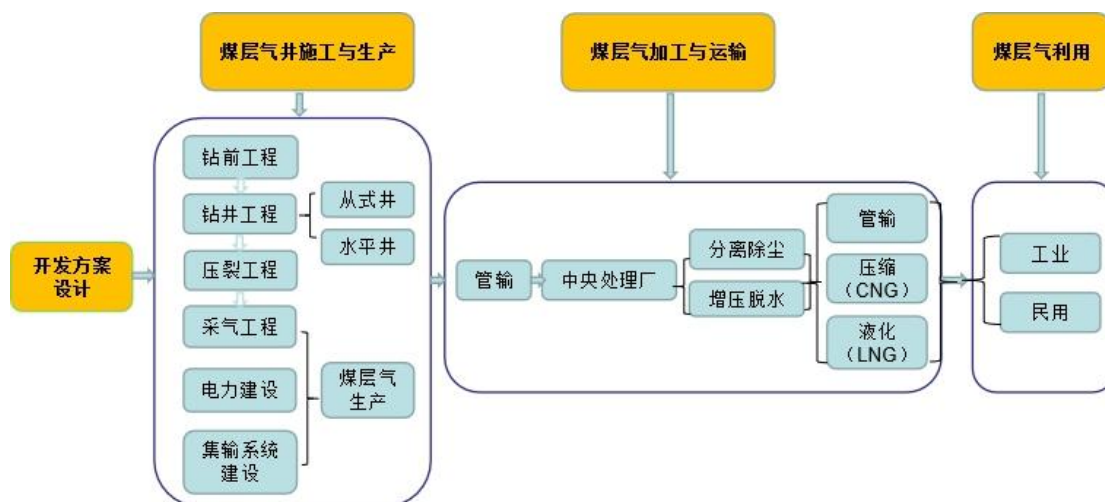 煤层气井施工与生产
煤层气加工与运输
煤层气利用
开发方案
设计
钻前工程
钻井工程
从式井
水平井
压裂工程
采气工程
电力建设
集输系统
建设
煤层气
生产
管输
中央处理厂
分离除尘
增压脱水
管输
压缩
（CNG）
液化
（LNG）
工业
民用